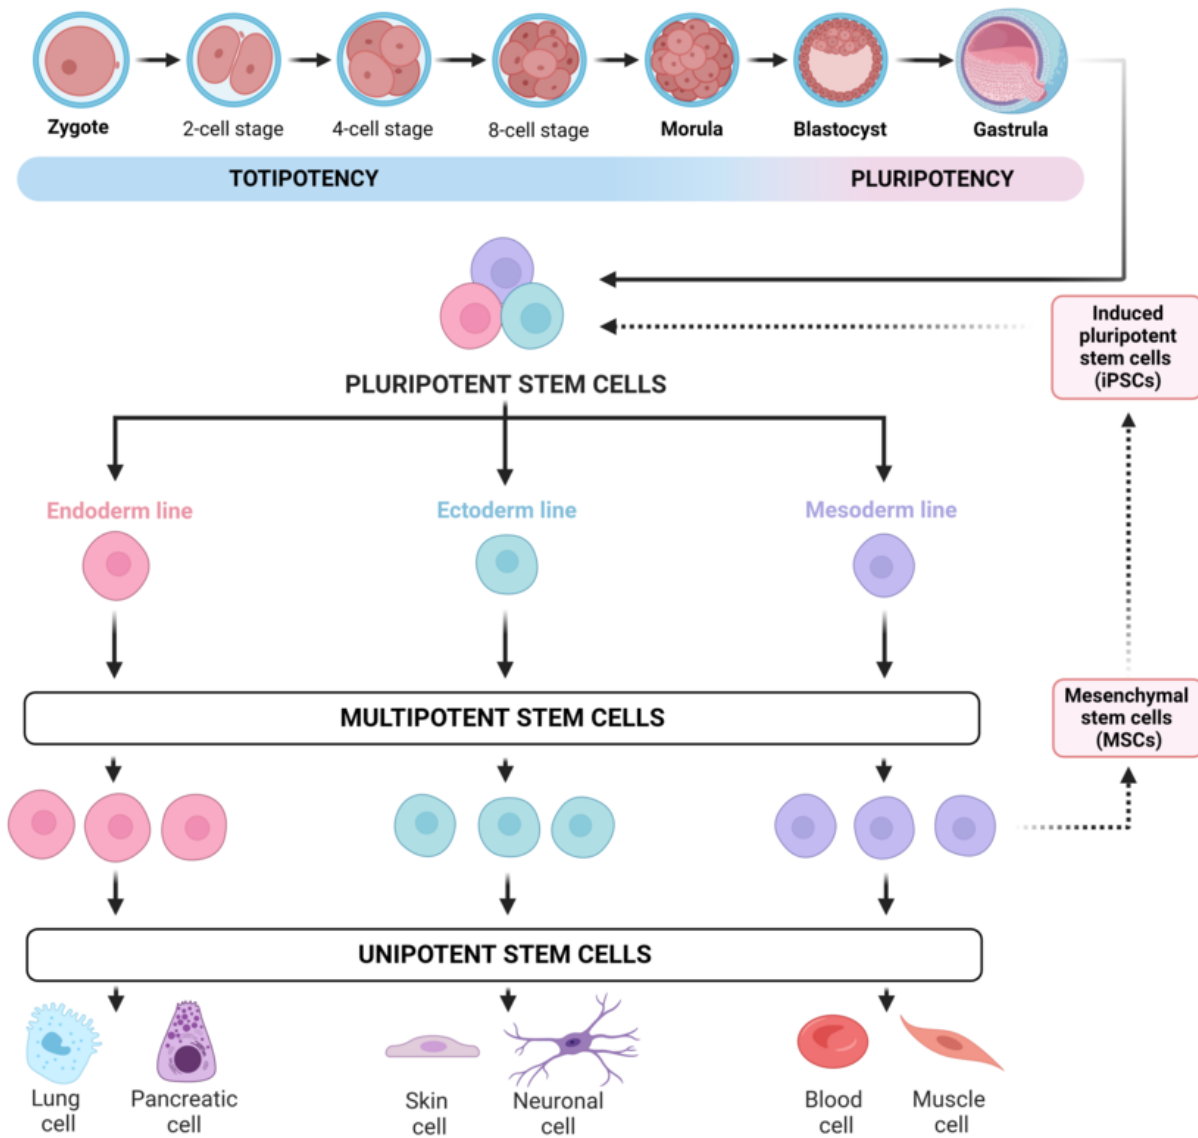 Zygote
2-cell stage
4-cell stage
8-cell stage
Morula
Blastocyst
Gastrula
TOTIPOTENCY
PLURIPOTENCY
Induced
pluripotent
stem cells
(iPSCs)
PLURIPOTENT STEM CELLS
Endoderm line
Ectoderm line
Mesoderm line
Mesenchymal
stem cells
(MSCs)
MULTIPOTENT STEM CELLS
UNIPOTENT STEM CELLS
Lung
cell
Pancreatic
cell
Skin
cell
Neuronal
cell
Blood
cell
Muscle
cell